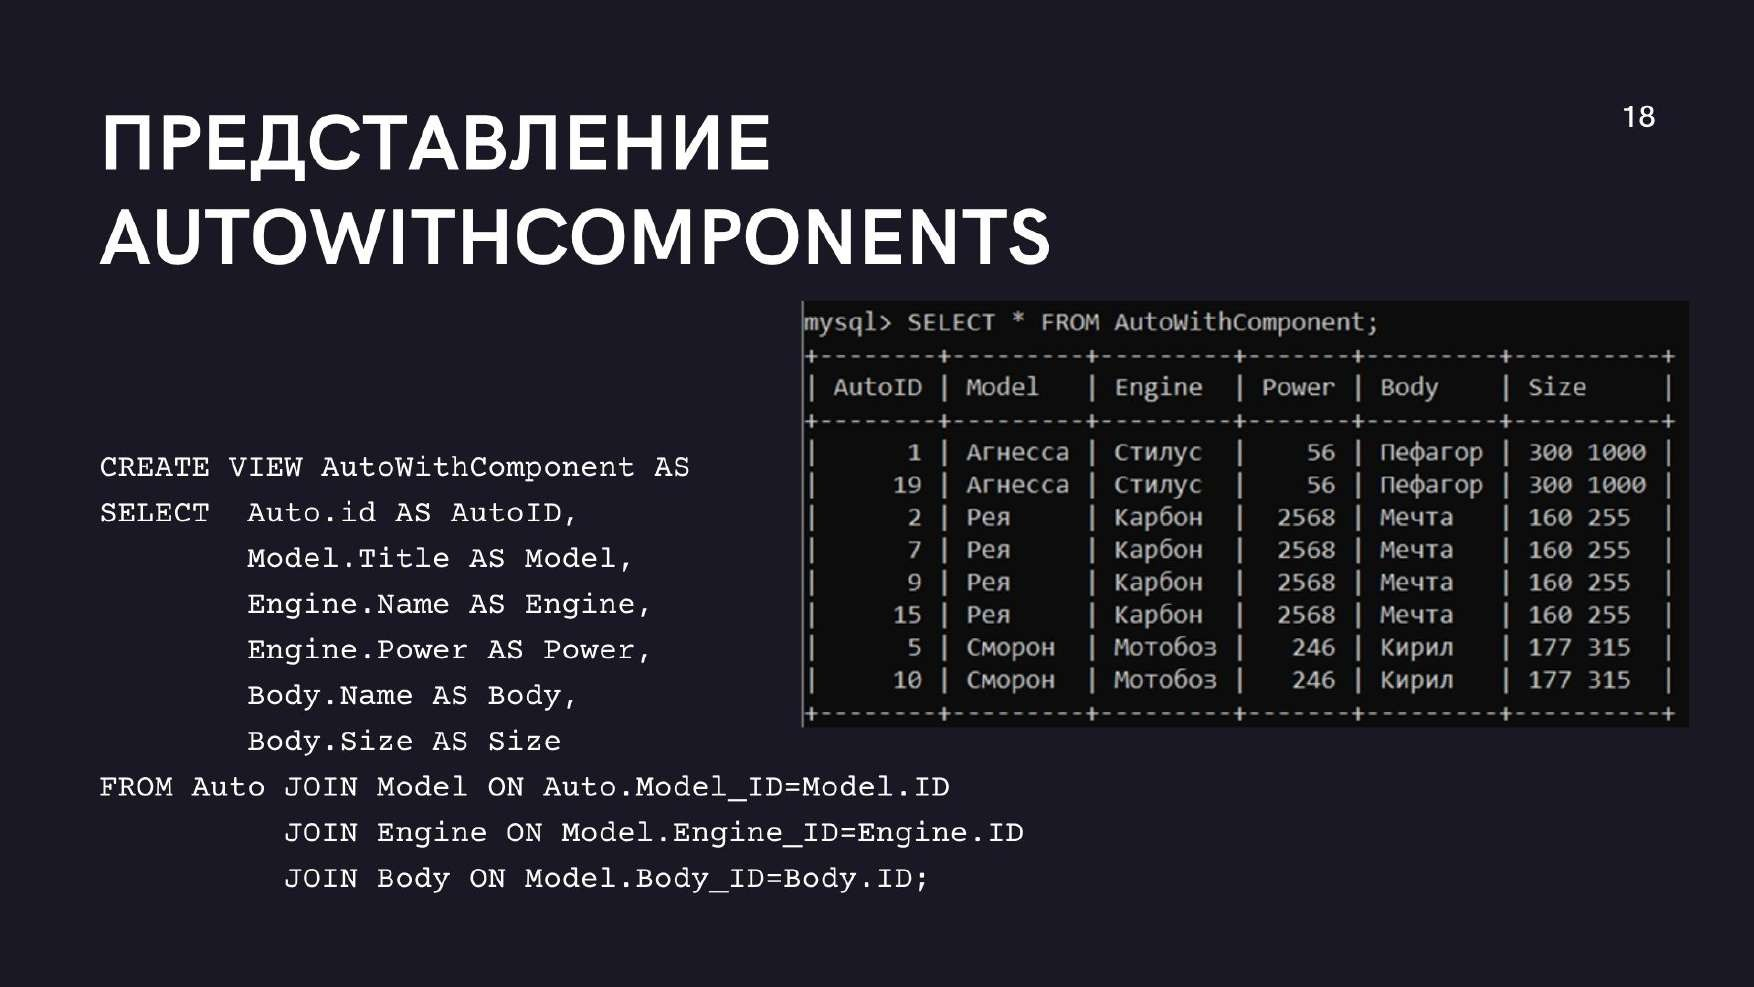 ПРЕДСТАВЛЕНИЕ
AUTOWITHCOMPONENTS
18
CREATE VIEW AutoWithComponent AS
SELECT  Auto.id AS AutoID,
        Model.Title AS Model,
        Engine.Name AS Engine,
        Engine.Power AS Power,
        Body.Name AS Body,
        Body.Size AS Size
FROM Auto JOIN Model ON Auto.Model_ID=Model.ID
          JOIN Engine ON Model.Engine_ID=Engine.ID
          JOIN Body ON Model.Body_ID=Body.ID;
mysql> SELECT * FROM AutoWithComponent;
+--------+---------+---------+-------+---------+----------+
| AutoID | Model   | Engine  | Power | Body    | Size     |
+--------+---------+---------+-------+---------+----------+
|      1 | Агнесса | Стилус  |    56 | Пефагор | 300 1000 |
|     19 | Агнесса | Стилус  |    56 | Пефагор | 300 1000 |
|      2 | Рея     | Карбон  |  2568 | Мечта   | 160 255  |
|      7 | Рея     | Карбон  |  2568 | Мечта   | 160 255  |
|      9 | Рея     | Карбон  |  2568 | Мечта   | 160 255  |
|     15 | Рея     | Карбон  |  2568 | Мечта   | 160 255  |
|      5 | Сморон  | Мотобоз |   246 | Кирил   | 177 315  |
|     10 | Сморон  | Мотобоз |   246 | Кирил   | 177 315  |
+--------+---------+---------+-------+---------+----------+